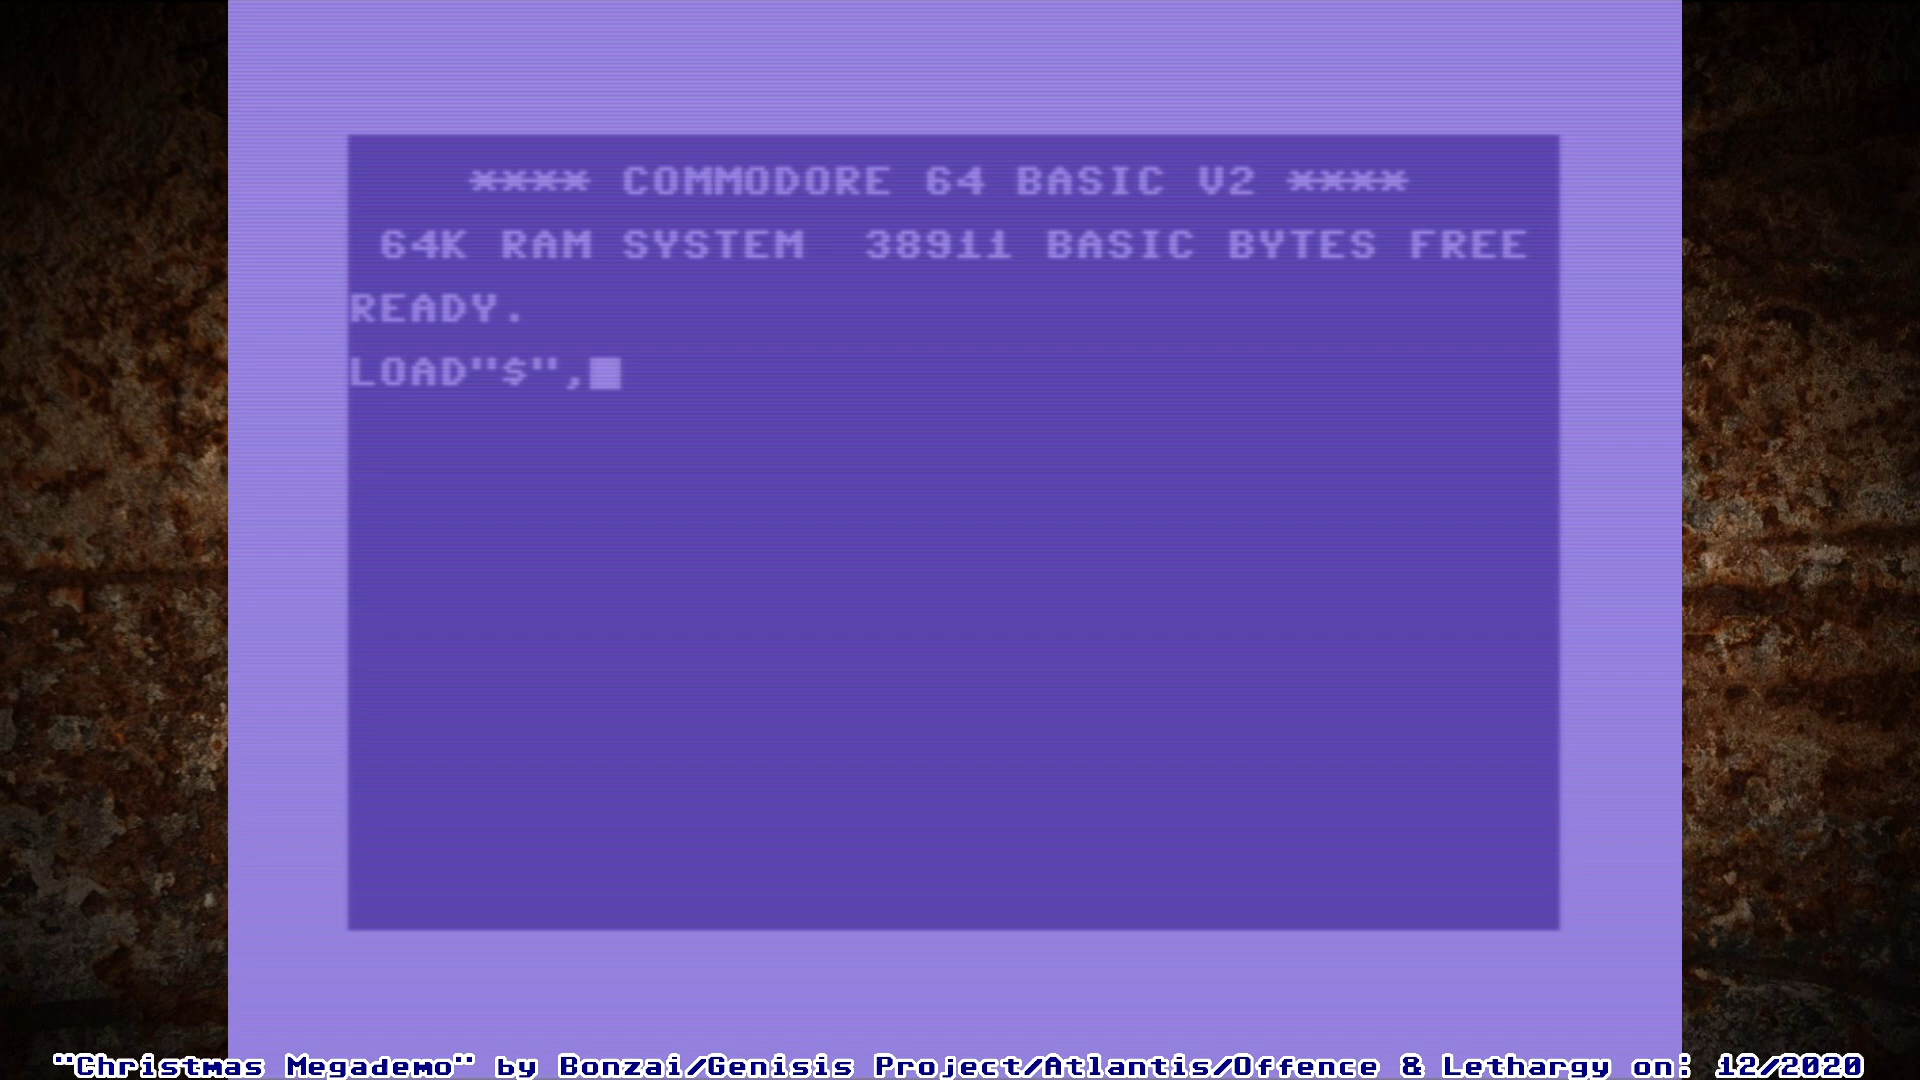 **** COMMODORE 64 BASIC V2 ****
64K RAM SYSTEM  38911 BASIC BYTES FREE
READY.
LOAD"$",
"Christmas Megademo" by Bonzai/Genisis Project/Atlantis/Offence & Lethargy on: 12/2020